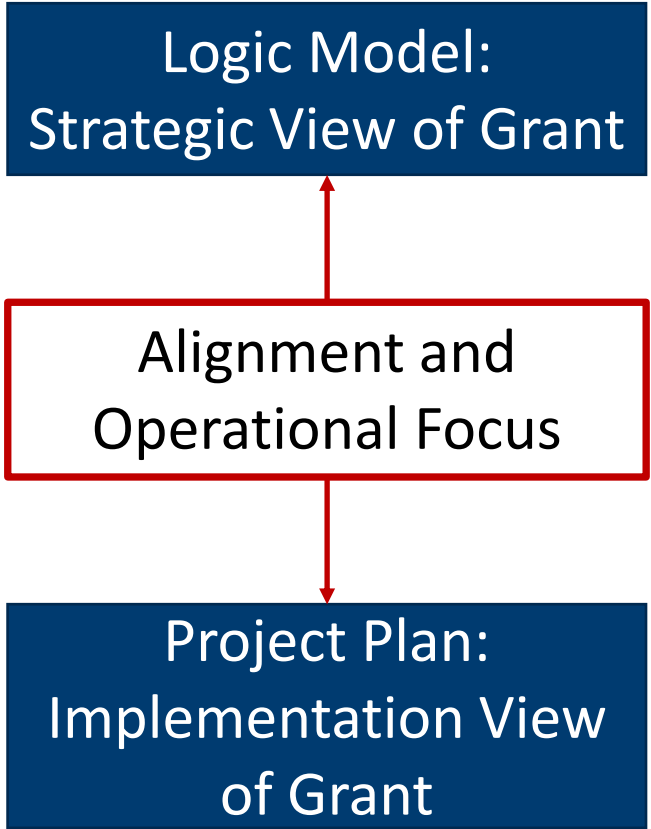 Logic Model:
Strategic View of Grant
Alignment and
Operational Focus
Project Plan:
Implementation View
of Grant